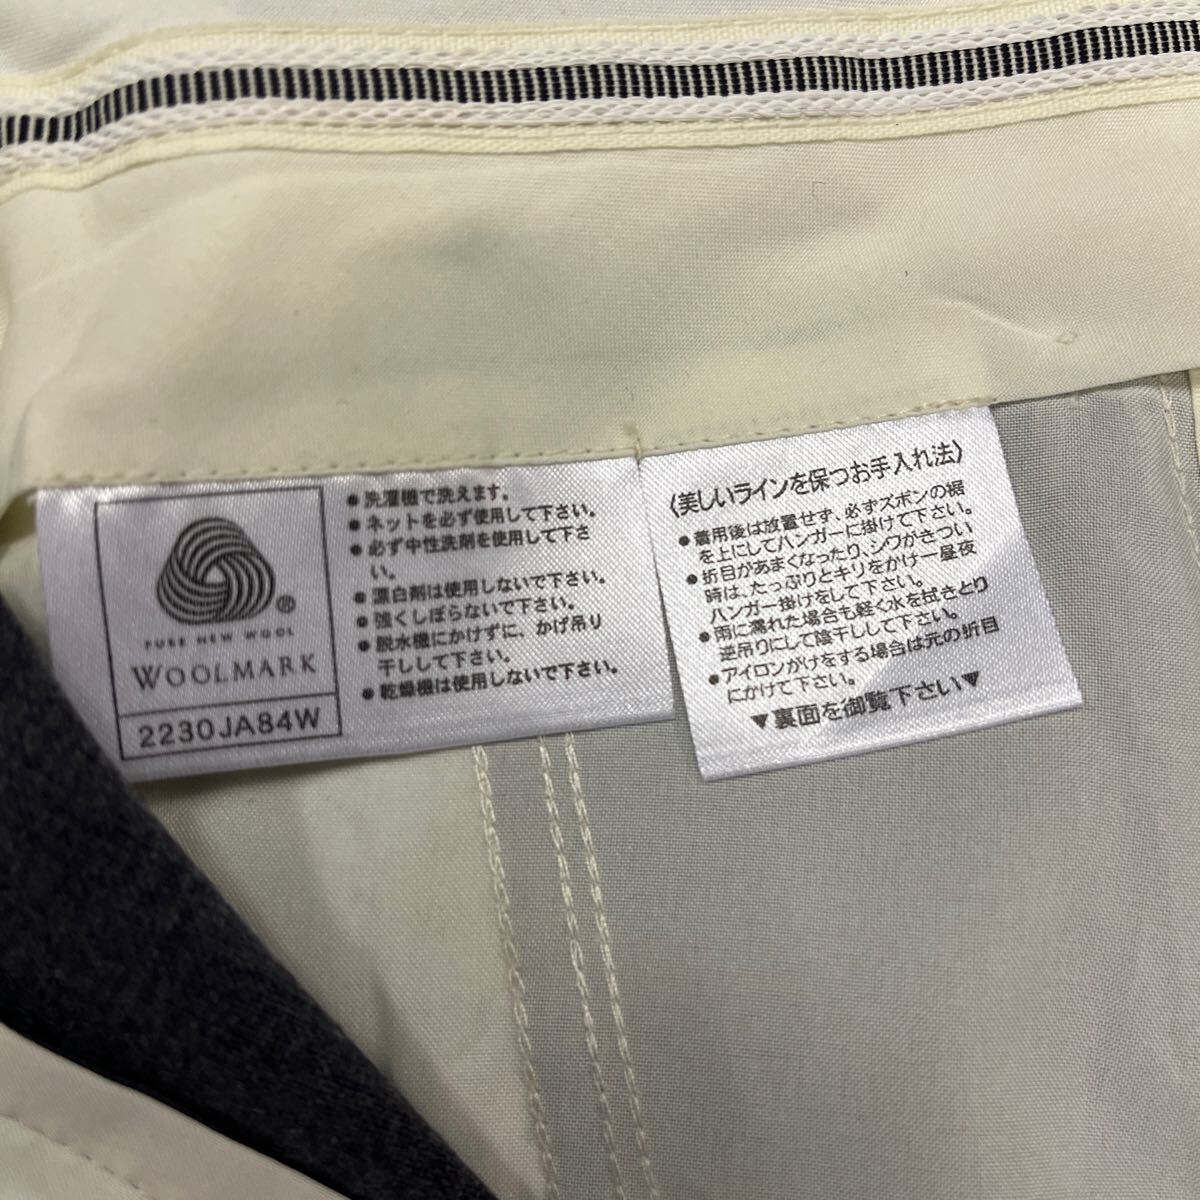 ®
PURE NEW WOOL
WOOLMARK
2230JA84W
●洗濯機で洗えます。
●ネットを必ず使用して下さい。
●必ず中性洗剤を使用して下さ
い。
●漂白剤は使用しないで下さい。
●強くしぼらないで下さい。
●脱水機にかけずに、かげ吊り
干しして下さい。
●乾燥機は使用しないで下さい。
〈美しいラインを保つお手入れ法〉
●着用後は放置せず、必ずズボンの裾
を上にしてハンガーに掛けて下さい。
●折目があまくなったり、シワがきつい
時は、たっぷりとキリをかけ一昼夜
ハンガー掛けをして下さい。
●雨に濡れた場合も軽く水を拭きとり
逆吊りにして陰干しして下さい。
●アイロンがけをする場合は元の折目
にかけて下さい。
▼裏面を御覧下さい▼